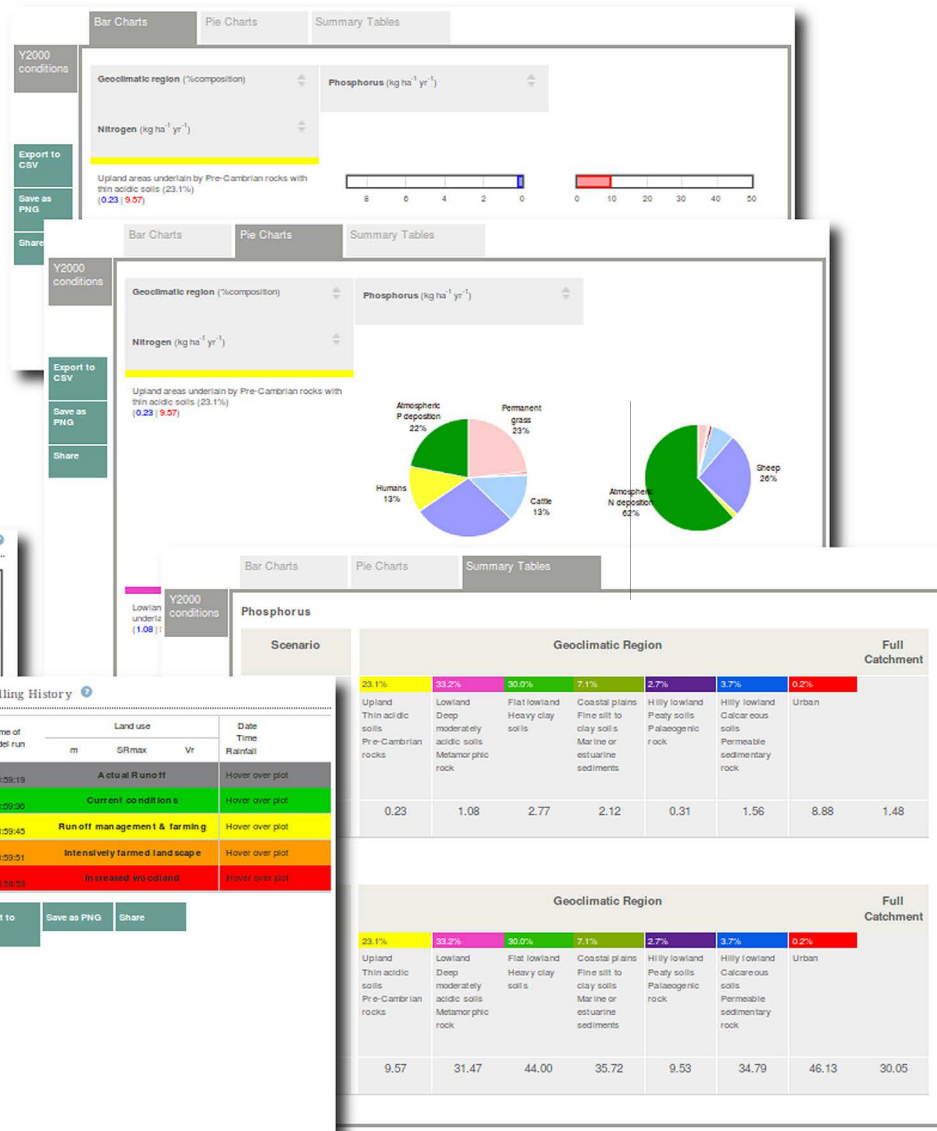 Bar Charts
Pie Charts
Summary Tables
Y2000
conditions
Geoclimatic region (%composition)
Phosphorus (kg ha-1 yr-1)
Nitrogen (kg ha-1 yr-1)
Export to
CSV
Save as
PNG
Share
Upland areas underlain by Pre-Cambrian rocks with
thin acidic soils (23.1%)
(0.23 | 9.57)
8 6 4 2 0
0 10 20 30 40 50
Bar Charts
Pie Charts
Summary Tables
Y2000
conditions
Geoclimatic region (%composition)
Phosphorus (kg ha-1 yr-1)
Nitrogen (kg ha-1 yr-1)
Export to
CSV
Save as
PNG
Share
Upland areas underlain by Pre-Cambrian rocks with
thin acidic soils (23.1%)
(0.23 | 9.57)
Atmospheric
P deposition
22%
Permanent
grass
23%
Humans
13%
Cattle
13%
Atmospheric
N deposition
62%
Sheep
26%
Lowlan
underla
(1.08 |
Bar Charts
Pie Charts
Summary Tables
Y2000
conditions
Phosphorus
Scenario
Geoclimatic Region
Full
Catchment
23.1% 33.2% 30.0% 7.1% 2.7% 3.7% 0.2%
Upland
Thin acidic
soils
Pre-Cambrian
rocks
Lowland
Deep
moderately
acidic soils
Metamorphic
rock
Flat lowland
Heavy clay
soils
Coastal plains
Fine silt to
clay soils
Marine or
estuarine
sediments
Hilly lowland
Peaty soils
Palaeogenic
rock
Hilly lowland
Calcareous
soils
Permeable
sedimentary
rock
Urban
0.23 1.08 2.77 2.12 0.31 1.56 8.88 1.48
Geoclimatic Region
Full
Catchment
23.1% 33.2% 30.0% 7.1% 2.7% 3.7% 0.2%
Upland
Thin acidic
soils
Pre-Cambrian
rocks
Lowland
Deep
moderately
acidic soils
Metamorphic
rock
Flat lowland
Heavy clay
soils
Coastal plains
Fine silt to
clay soils
Marine or
estuarine
sediments
Hilly lowland
Peaty soils
Palaeogenic
rock
Hilly lowland
Calcareous
soils
Permeable
sedimentary
rock
Urban
9.57 31.47 44.00 35.72 9.53 34.79 46.13 30.05
lling History
me of
del run
Land use
m SRmax Vr
Date
Time
Rainfall
:59:19 Actual Runoff Hover over plot
:59:36 Current conditions Hover over plot
:59:45 Runoff management & farming Hover over plot
:59:51 Intensively farmed landscape Hover over plot
Increased woodland Hover over plot
t to
Save as PNG
Share